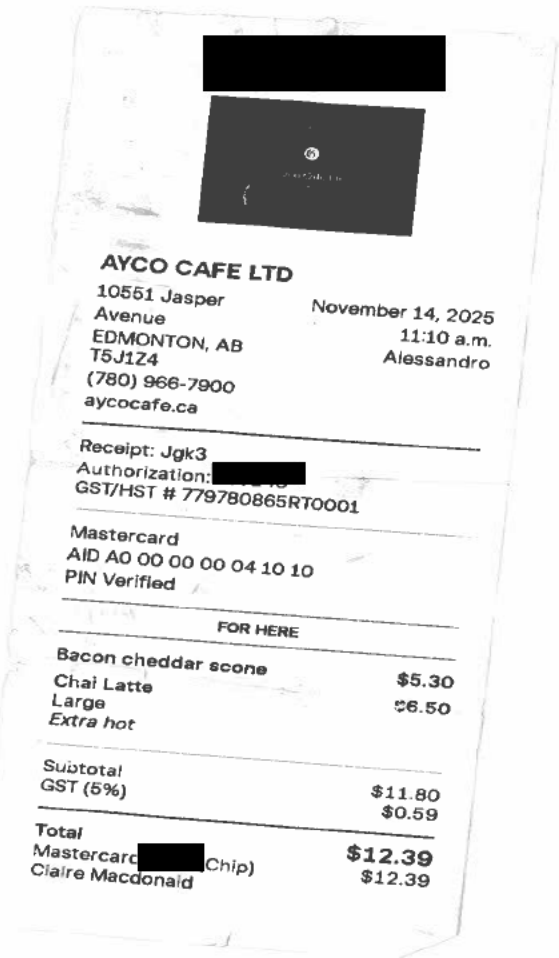 AYCO CAFE LTD
10551 Jasper
Avenue
EDMONTON, AB
T5J1Z4
(780) 966-7900
aycocafe.ca
November 14, 2025
11:10 a.m.
Alessandro
Receipt: Jgk3
Authorization:
GST/HST # 779780865RT0001
Mastercard
AID A0 00 00 00 04 10 10
PIN Verified
FOR HERE
Bacon cheddar scone $5.30
Chai Latte $6.50
Large
Extra hot
Subtotal $11.80
GST (5%) $0.59
Total $12.39
Mastercard Chip) $12.39
Claire Macdonald